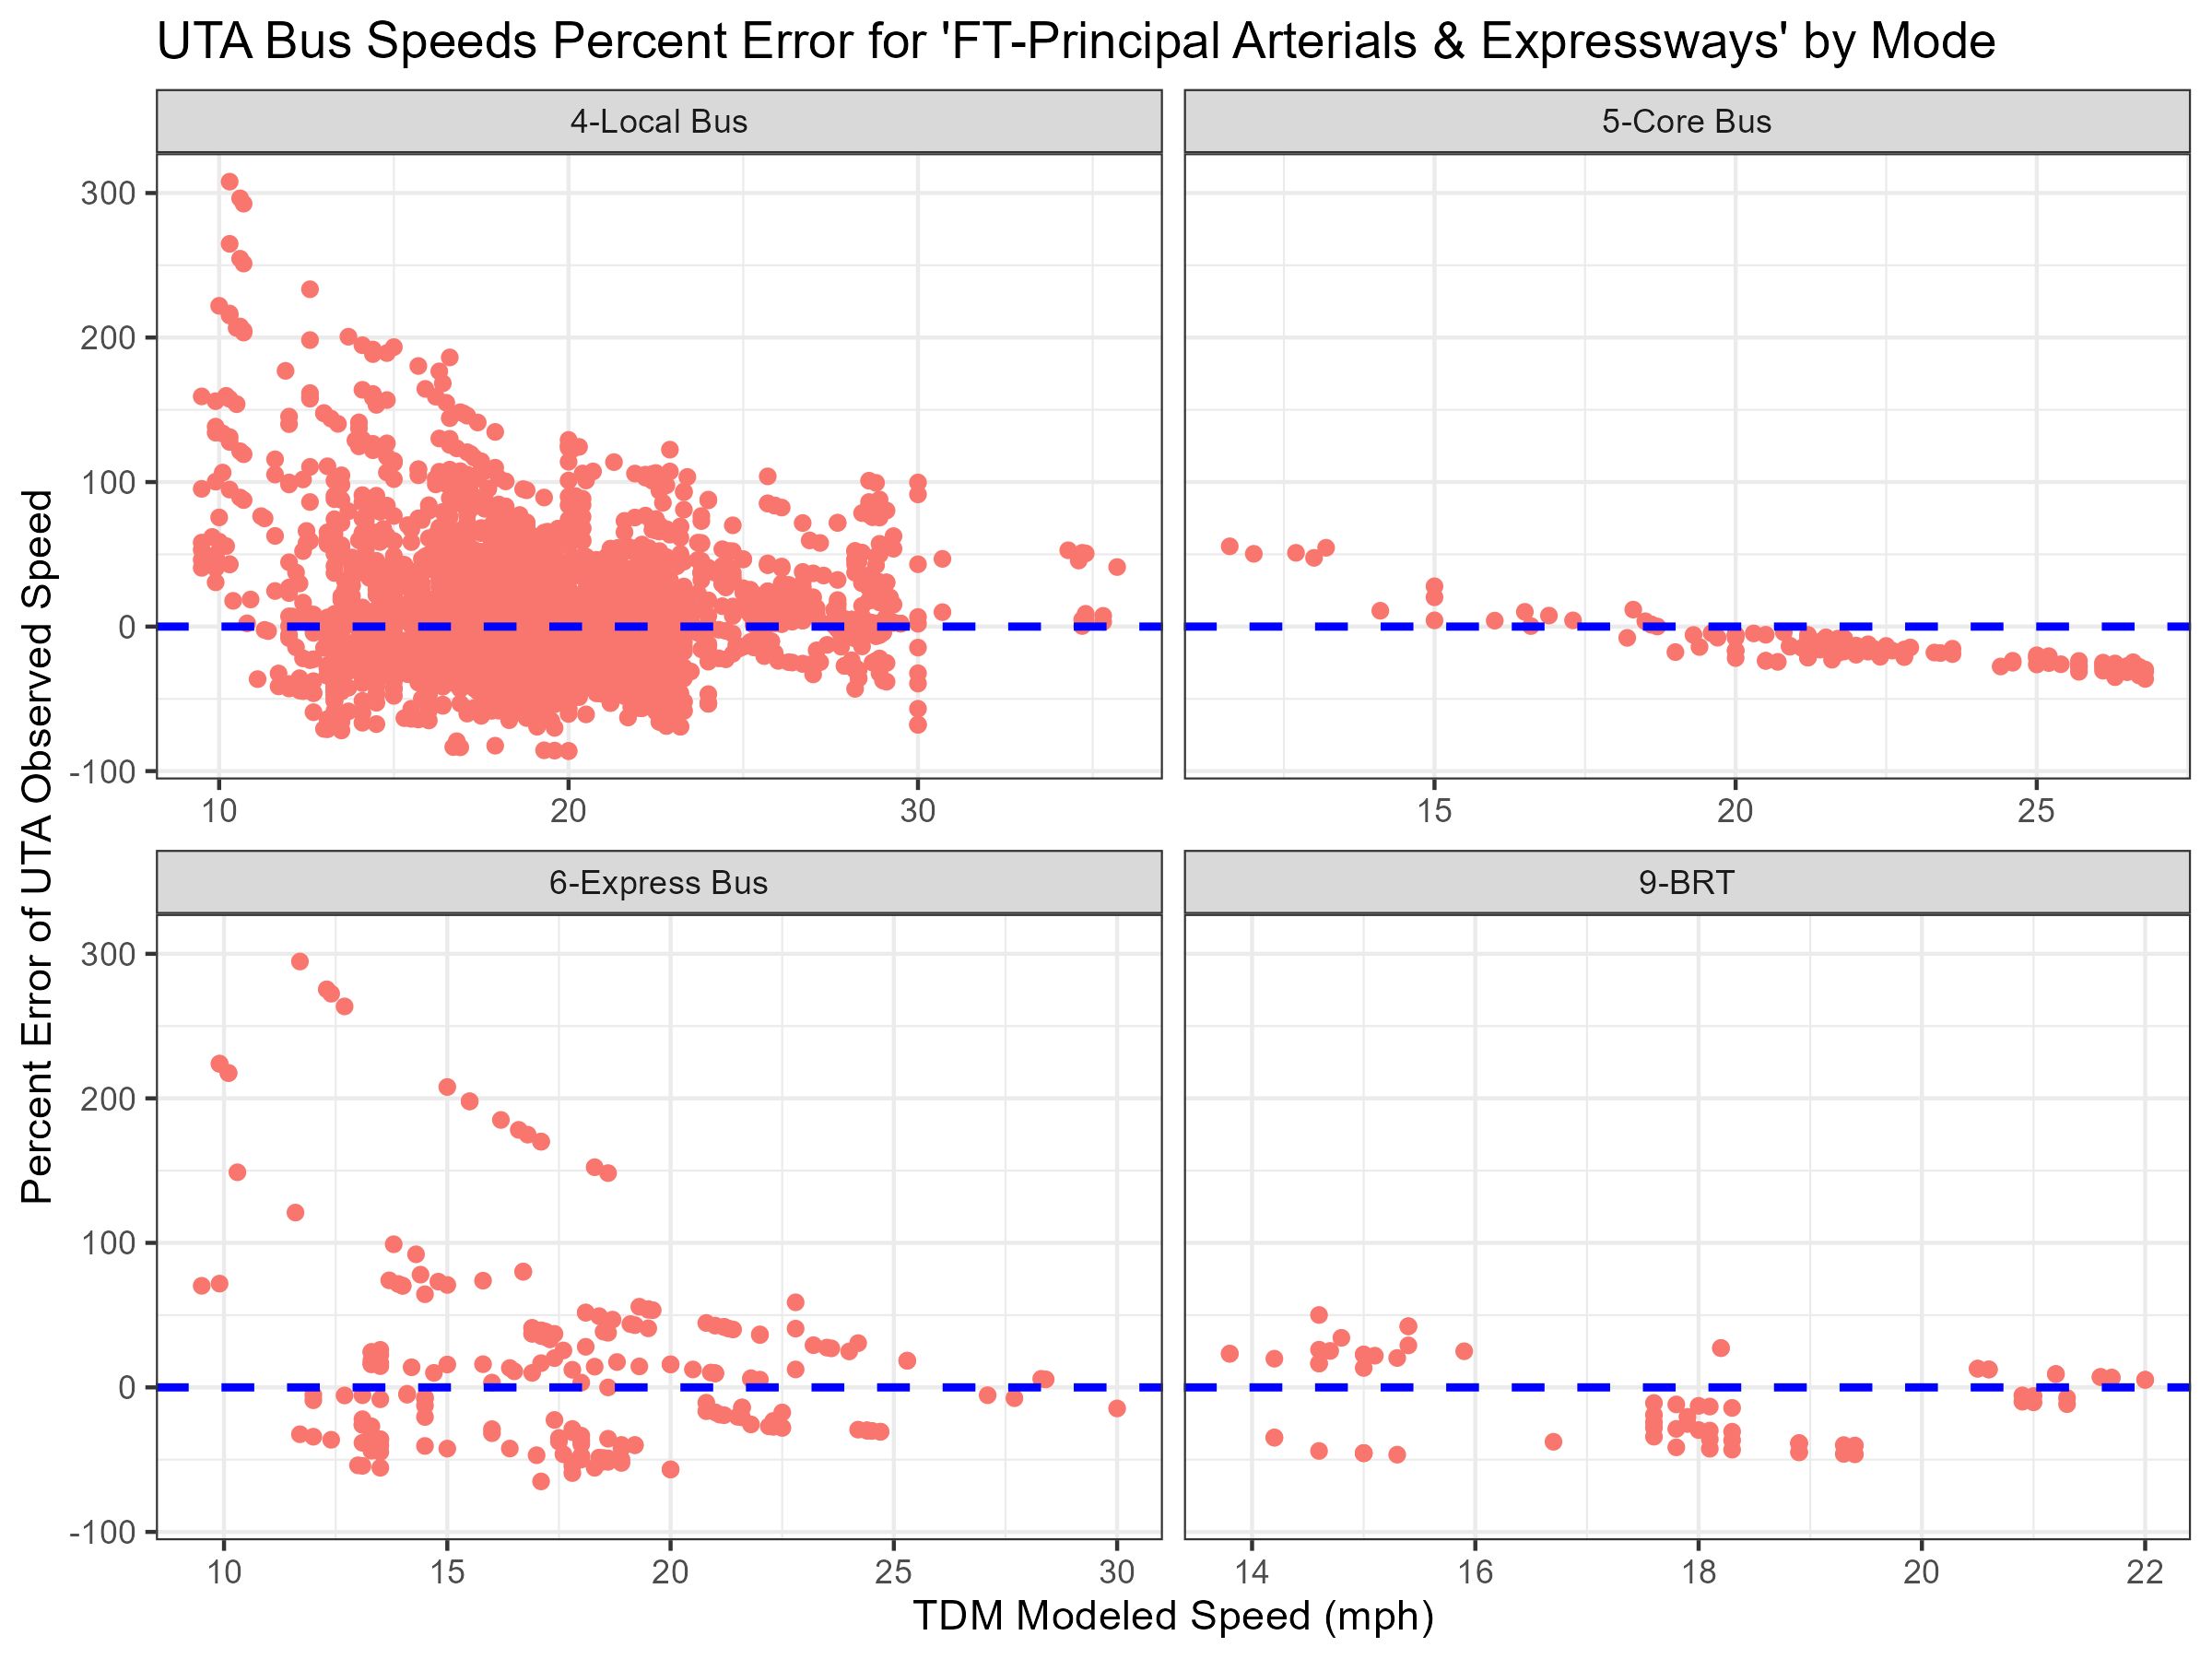 UTA Bus Speeds Percent Error for 'FT-Principal Arterials & Expressways' by Mode
4-Local Bus
5-Core Bus
300
200
100
0
-100
10 20 30
15 20 25
6-Express Bus
9-BRT
300
200
100
0
-100
10 15 20 25 30
14 16 18 20 22
Percent Error of UTA Observed Speed
TDM Modeled Speed (mph)